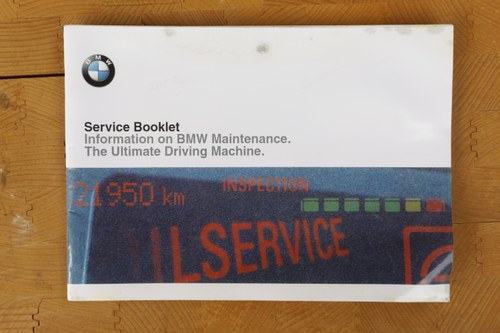 BMW
Service Booklet
Information on BMW Maintenance.
The Ultimate Driving Machine.
21950 km
INSPECTION
ILSERVICE